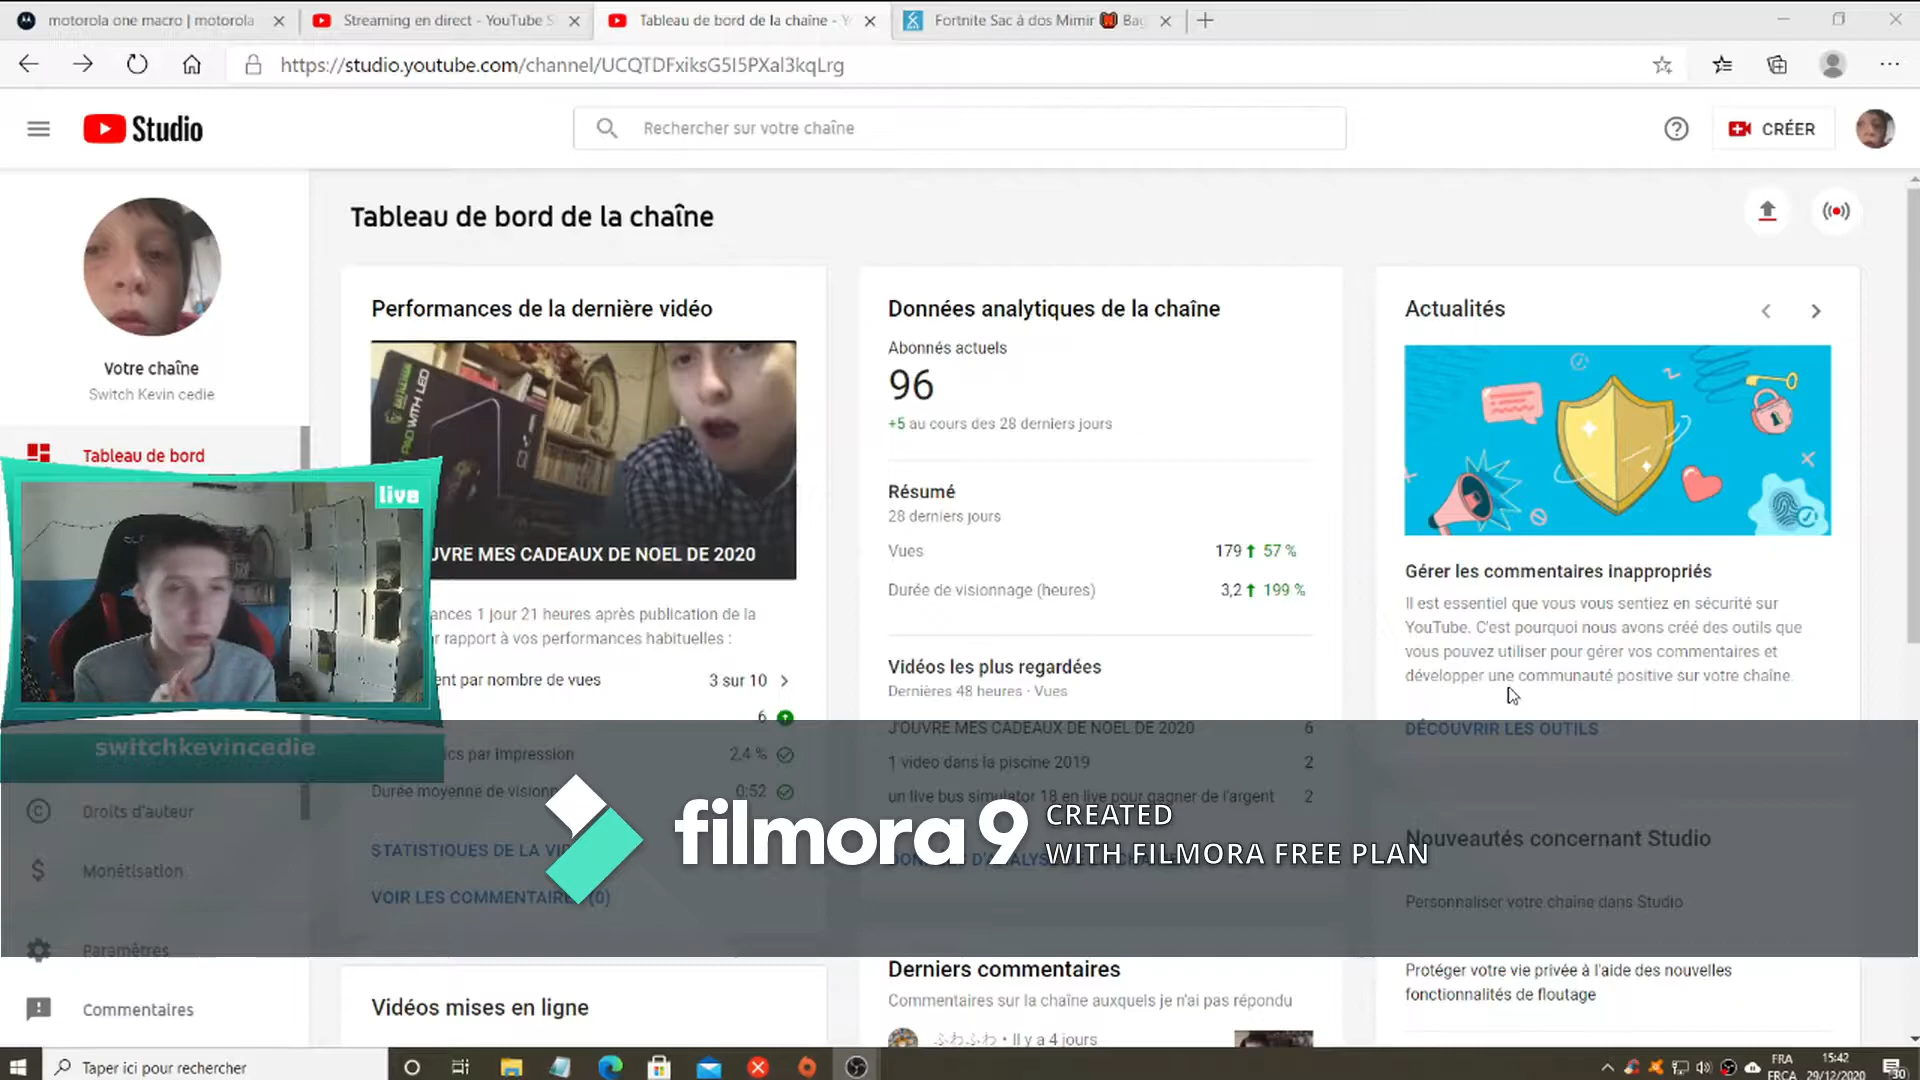 motorola one macro | motorola
Streaming en direct - YouTube S
Tableau de bord de la chaîne - Y
Fortnite Sac à dos Mimir
Bag
https://studio.youtube.com/channel/UCQTDFxiksG5I5PXal3kqLrg
Studio
Rechercher sur votre chaîne
CRÉER
Tableau de bord de la chaîne
Votre chaîne
Switch Kevin cedie
Tableau de bord
live
switchkevincedie
Droits d'auteur
Monétisation
Paramètres
Commentaires
Performances de la dernière vidéo
PAD WITH LED
UVRE MES CADEAUX DE NOEL DE 2020
ances 1 jour 21 heures après publication de la
r rapport à vos performances habituelles :
ent par nombre de vues
3 sur 10
6
cs par impression
2,4 %
Durée moyenne de visionn
0:52
STATISTIQUES DE LA VI
VOIR LES COMMENTAIRE (0)
Vidéos mises en ligne
Données analytiques de la chaîne
Abonnés actuels
96
+5 au cours des 28 derniers jours
Résumé
28 derniers jours
Vues
179 57 %
Durée de visionnage (heures)
3,2 199 %
Vidéos les plus regardées
Dernières 48 heures · Vues
J'OUVRE MES CADEAUX DE NOEL DE 2020
6
1 video dans la piscine 2019
2
un live bus simulator 18 en live pour gagner de l'argent
2
filmora9
CREATED
WITH FILMORA FREE PLAN
Derniers commentaires
Commentaires sur la chaîne auxquels je n'ai pas répondu
ふわふわ • Il y a 4 jours
Actualités
Gérer les commentaires inappropriés
Il est essentiel que vous vous sentiez en sécurité sur
YouTube. C'est pourquoi nous avons créé des outils que
vous pouvez utiliser pour gérer vos commentaires et
développer une communauté positive sur votre chaîne.
DÉCOUVRIR LES OUTILS
Nouveautés concernant Studio
Personnaliser votre chaîne dans Studio
Protéger votre vie privée à l'aide des nouvelles
fonctionnalités de floutage
Taper ici pour rechercher
FRA
FRCA
15:42
29/12/2020
30